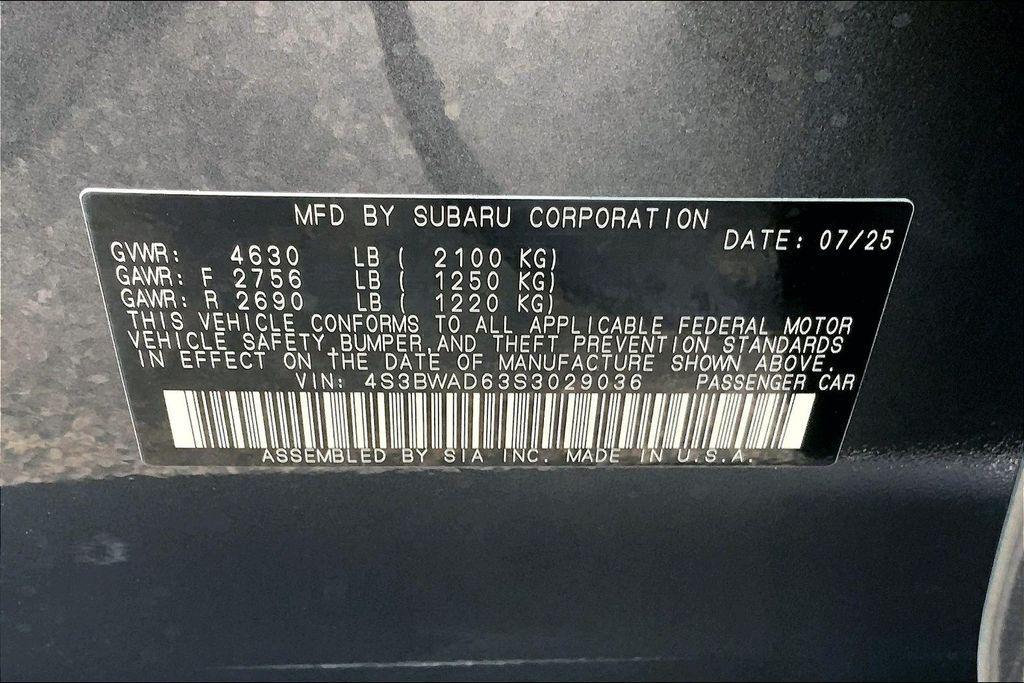 MFD BY SUBARU CORPORATION
DATE: 07/25
GVWR: 4630 LB ( 2100 KG)
GAWR: F 2756 LB ( 1250 KG)
GAWR: R 2690 LB ( 1220 KG)
THIS VEHICLE CONFORMS TO ALL APPLICABLE FEDERAL MOTOR
VEHICLE SAFETY,BUMPER,AND THEFT PREVENTION STANDARDS
IN EFFECT ON THE DATE OF MANUFACTURE SHOWN ABOVE.
VIN: 4S3BWAD63S3029036 PASSENGER CAR
ASSEMBLED BY SIA INC. MADE IN U.S.A.